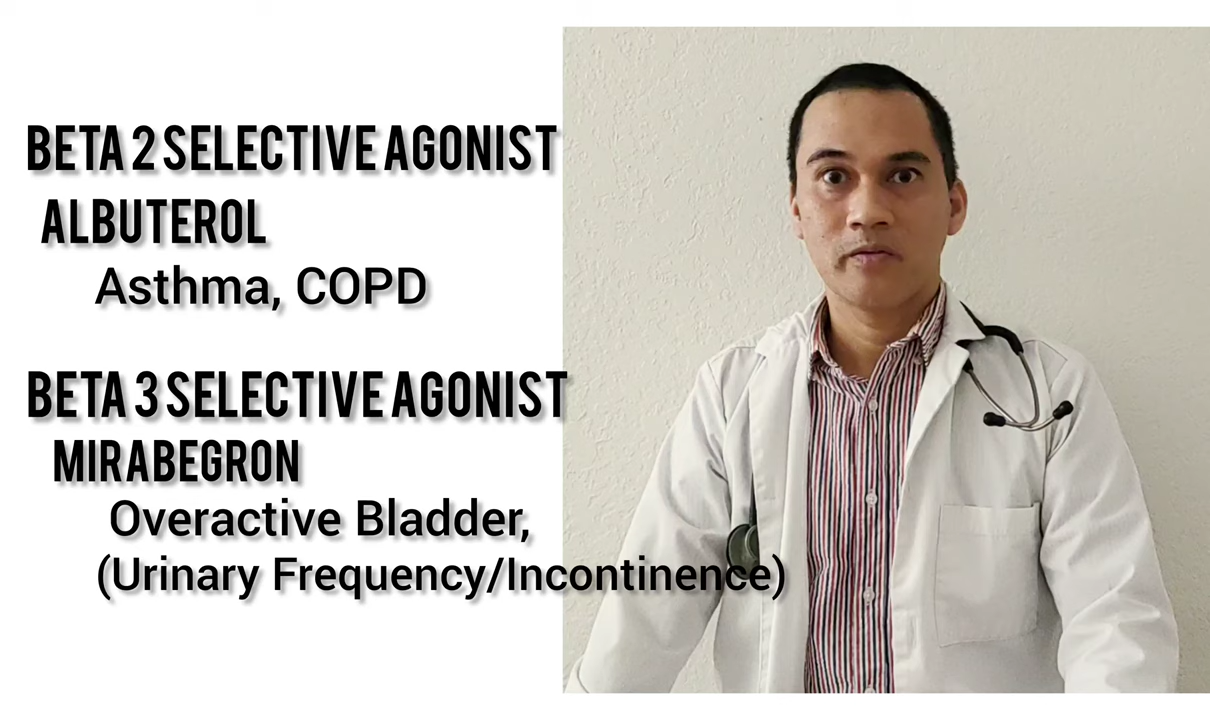 BETA 2 SELECTIVE AGONIST
ALBUTEROL
Asthma, COPD
BETA 3 SELECTIVE AGONIST
MIRABEGRON
Overactive Bladder,
(Urinary Frequency/Incontinence)